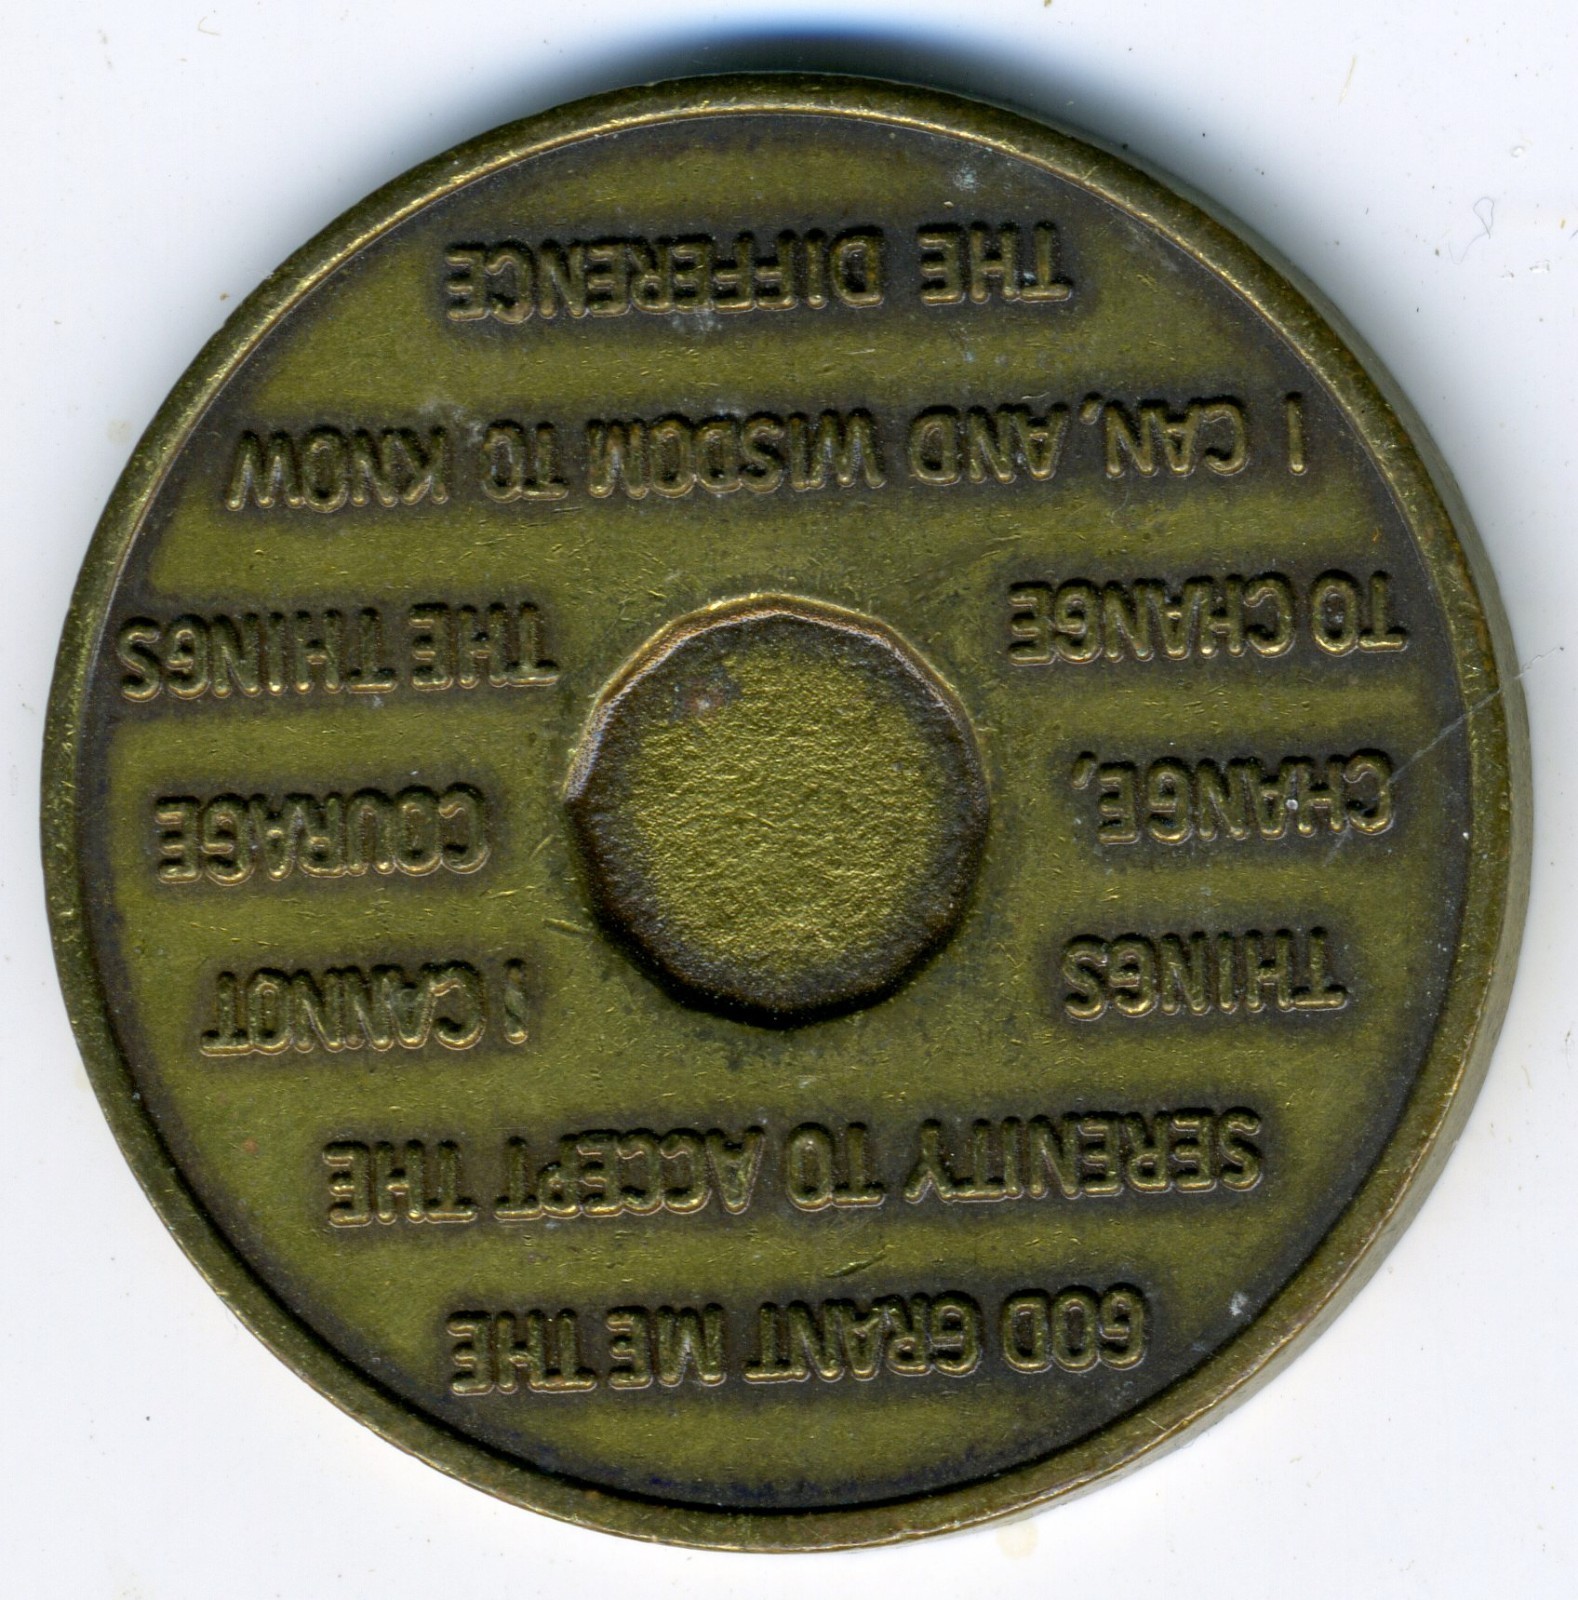 GOD GRANT ME THE
SERENITY TO ACCEPT THE
THINGS I CANNOT
CHANGE, COURAGE
TO CHANGE THE THINGS
I CAN, AND WISDOM TO KNOW
THE DIFFERENCE